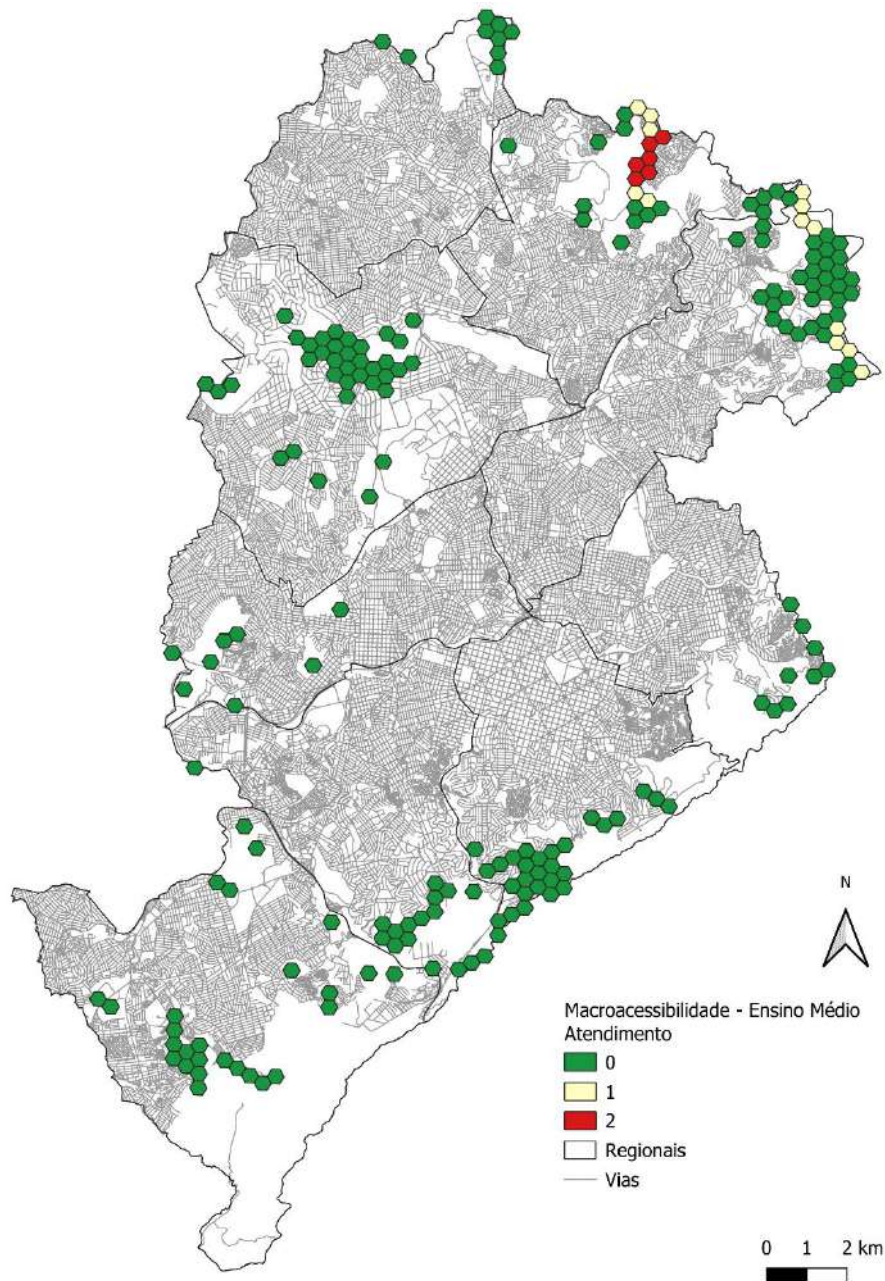 N
Macroacessibilidade - Ensino Médio
Atendimento
0
1
2
Regionais
Vias
0 1 2 km